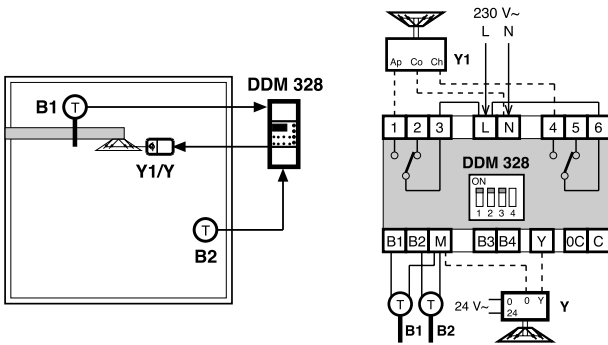 B1 T
DDM 328
Y1/Y
T
B2
230 V~
L N
Ap Co Ch Y1
1 2 3 L N 4 5 6
DDM 328
ON
1 2 3 4
B1 B2 M B3 B4 Y 0C C
T T
B1 B2
24 V~ 0 0 Y Y
24